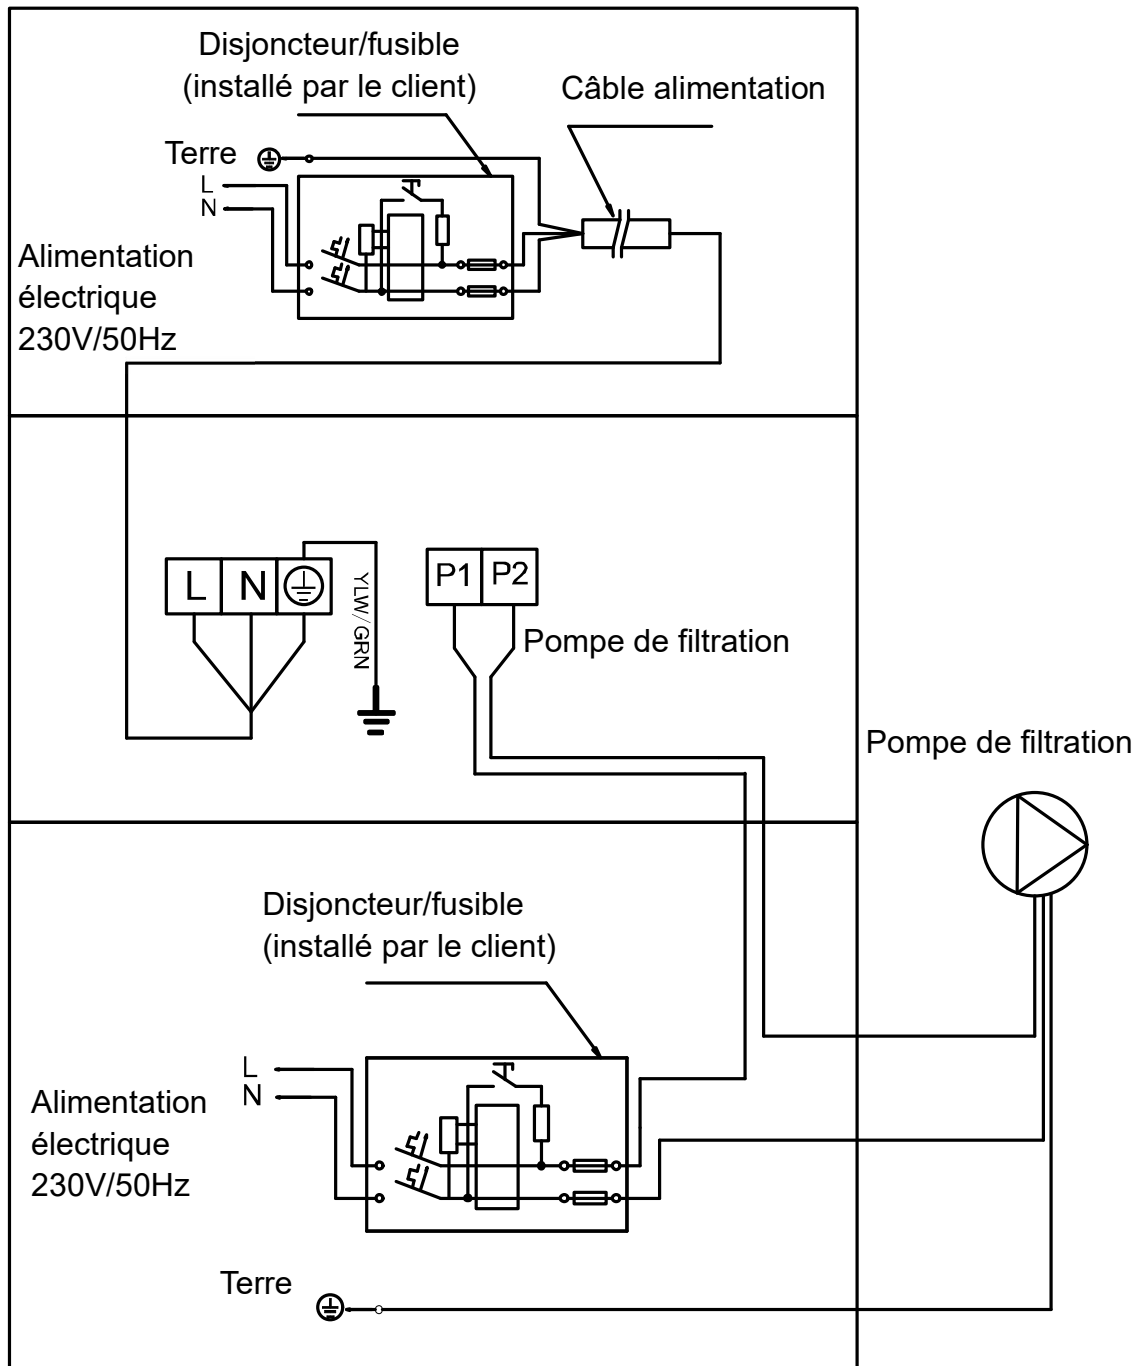 Disjoncteur/fusible
(installé par le client)
Câble alimentation
Terre
L
N
Alimentation
électrique
230V/50Hz
L N
YLW/GRN
P1 P2
Pompe de filtration
Pompe de filtration
Disjoncteur/fusible
(installé par le client)
L
N
Alimentation
électrique
230V/50Hz
Terre